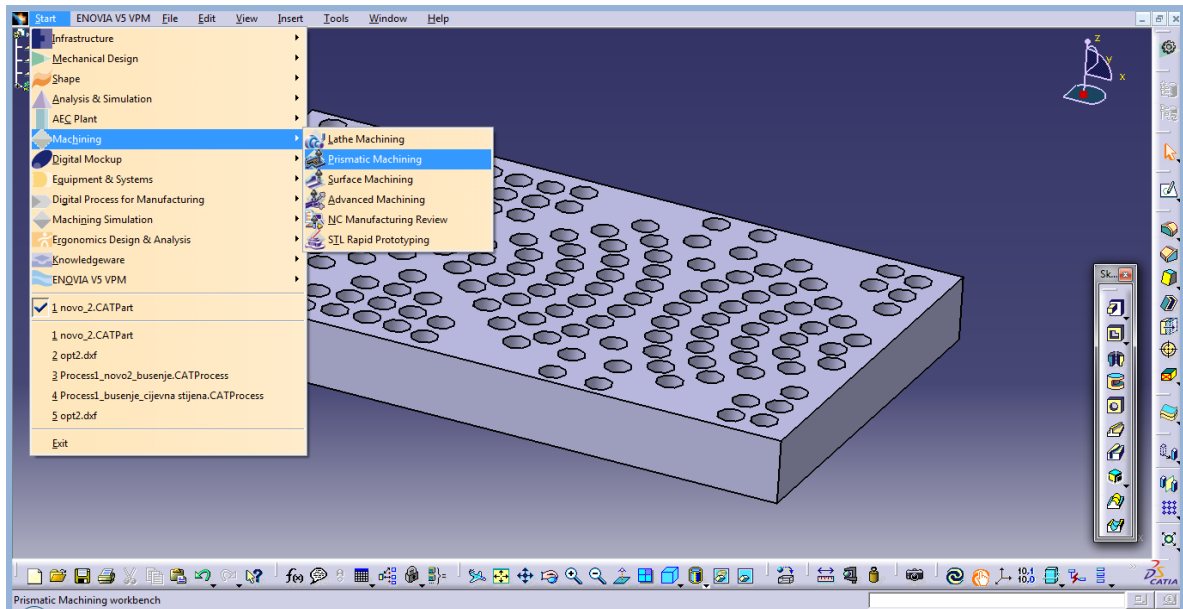 Start ENOVIA V5 VPM File Edit View Insert Tools Window Help
Infrastructure
Mechanical Design
Shape
Analysis & Simulation
AEC Plant
Machining
Digital Mockup
Equipment & Systems
Digital Process for Manufacturing
Machining Simulation
Ergonomics Design & Analysis
Knowledgeware
ENOVIA V5 VPM
1 novo_2.CATPart
1 novo_2.CATPart
2 opt2.dxf
3 Process1_novo2_busenje.CATProcess
4 Process1_busenje_cijevna stijena.CATProcess
5 opt2.dxf
Exit
Lathe Machining
Prismatic Machining
Surface Machining
Advanced Machining
NC Manufacturing Review
STL Rapid Prototyping
z
y
x
Sk...
f(x)
10.1
CATIA
Prismatic Machining workbench